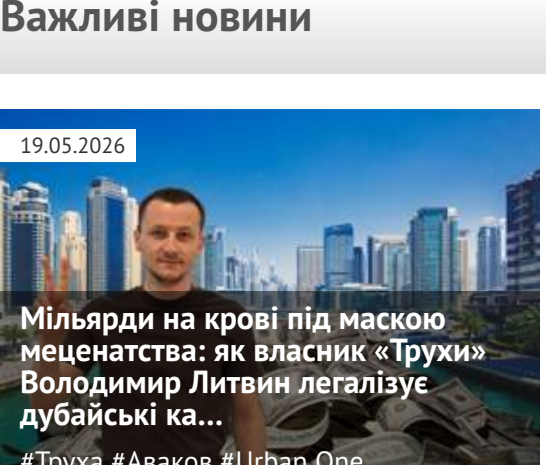 Важливі новини
19.05.2026
Мільярди на крові під маскою
меценатства: як власник «Трухи»
Володимир Литвин легалізує
дубайські ка...
#Труха #Аваков #Urban One